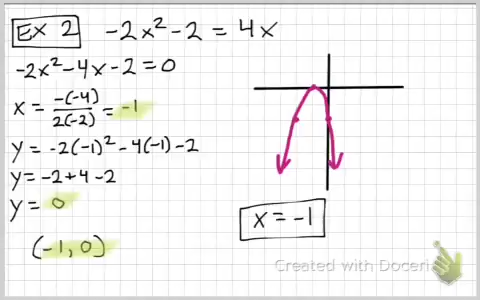 Ex 2 -2x² - 2 = 4x
-2x² - 4x - 2 = 0
x = -(-4)/2(-2) = -1
y = -2(-1)² - 4(-1) - 2
y = -2 + 4 - 2
y = 0
(-1, 0)
x = -1
Created with Doceri